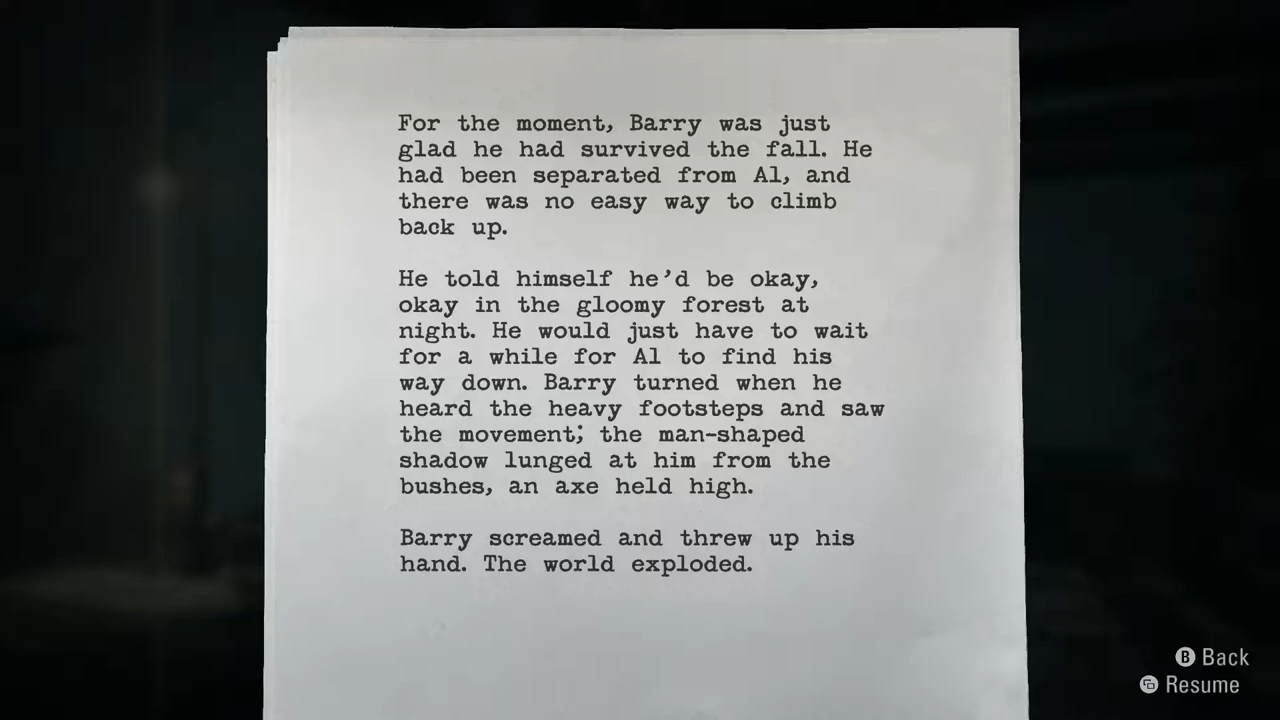 For the moment, Barry was just
glad he had survived the fall. He
had been separated from Al, and
there was no easy way to climb
back up.
He told himself he’d be okay,
okay in the gloomy forest at
night. He would just have to wait
for a while for Al to find his
way down. Barry turned when he
heard the heavy footsteps and saw
the movement; the man-shaped
shadow lunged at him from the
bushes, an axe held high.
Barry screamed and threw up his
hand. The world exploded.
B Back
Resume